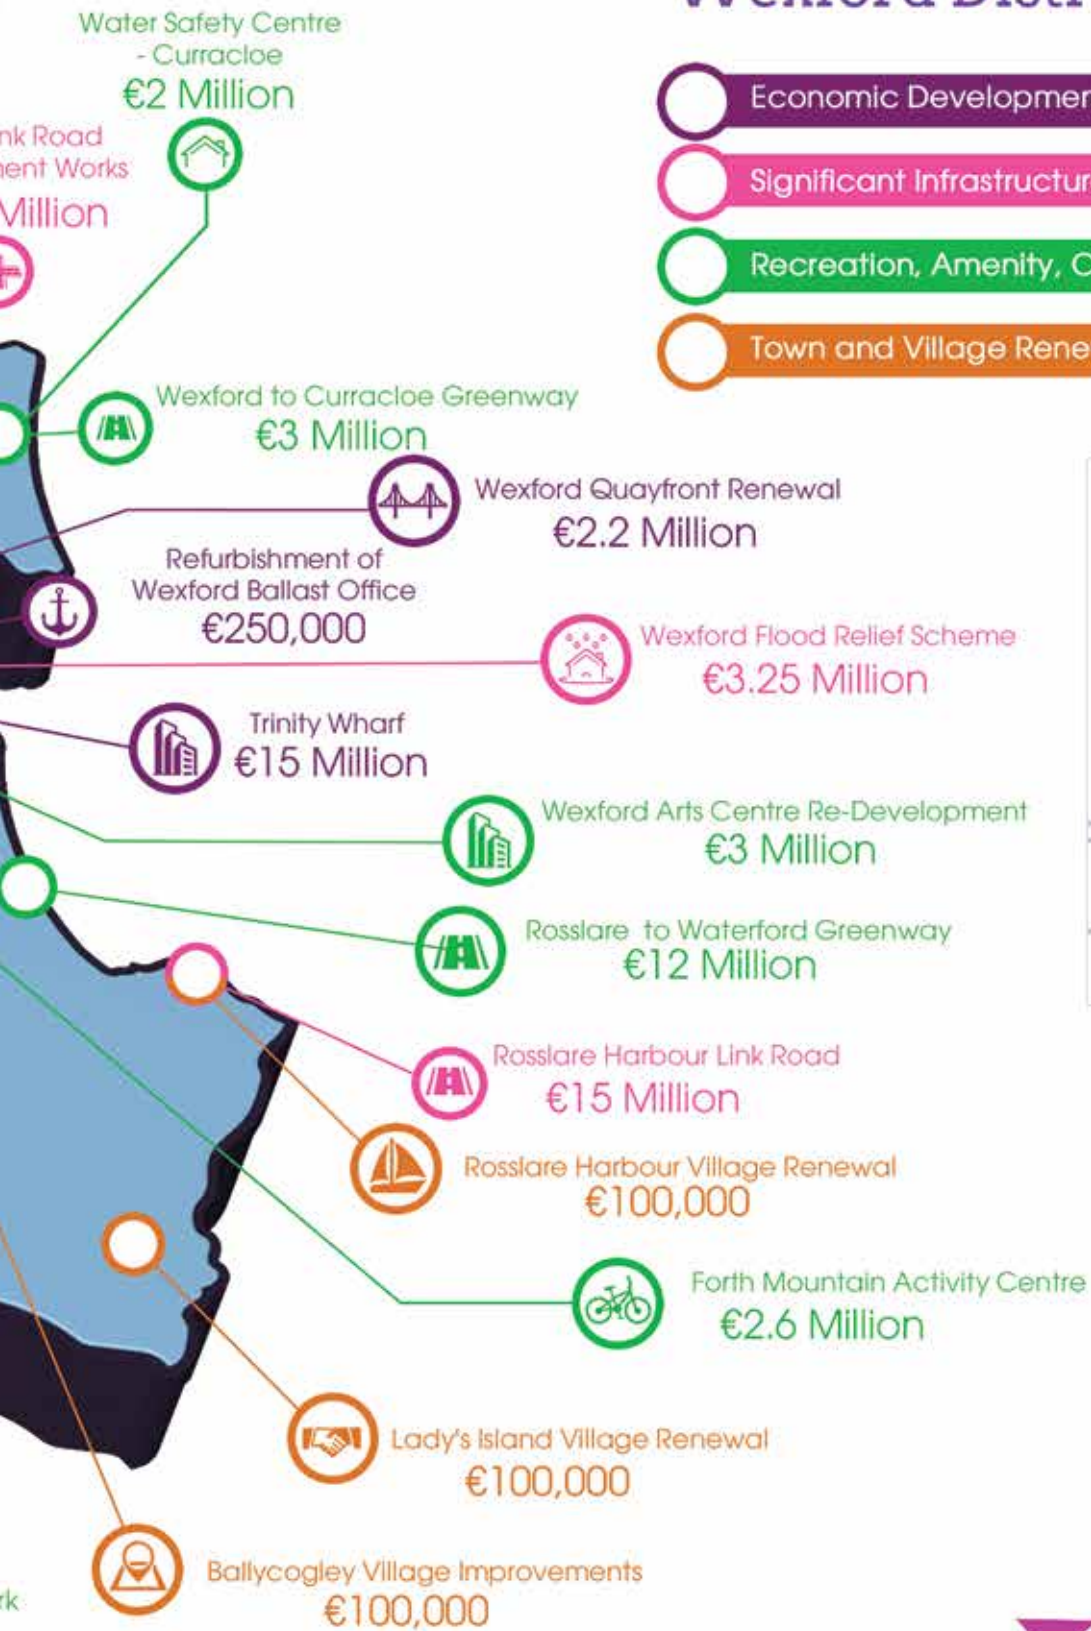 Water Safety Centre
- Curracloe
€2 Million
Road
Works
Million
Economic
Significant
Recreation, Amenity,
Town and Village
Wexford to Curracloe Greenway
€3 Million
Wexford Quayfront Renewal
€2.2 Million
Refurbishment of
Wexford Ballast Office
€250,000
Wexford Flood Relief Scheme
€3.25 Million
Trinity Wharf
€15 Million
Wexford Arts Centre Re-Development
€3 Million
Rosslare to Waterford Greenway
€12 Million
Rosslare Harbour Link Road
€15 Million
Rosslare Harbour Village Renewal
€100,000
Forth Mountain Activity Centre
€2.6 Million
Lady's Island Village Renewal
€100,000
Ballycogley Village Improvements
€100,000